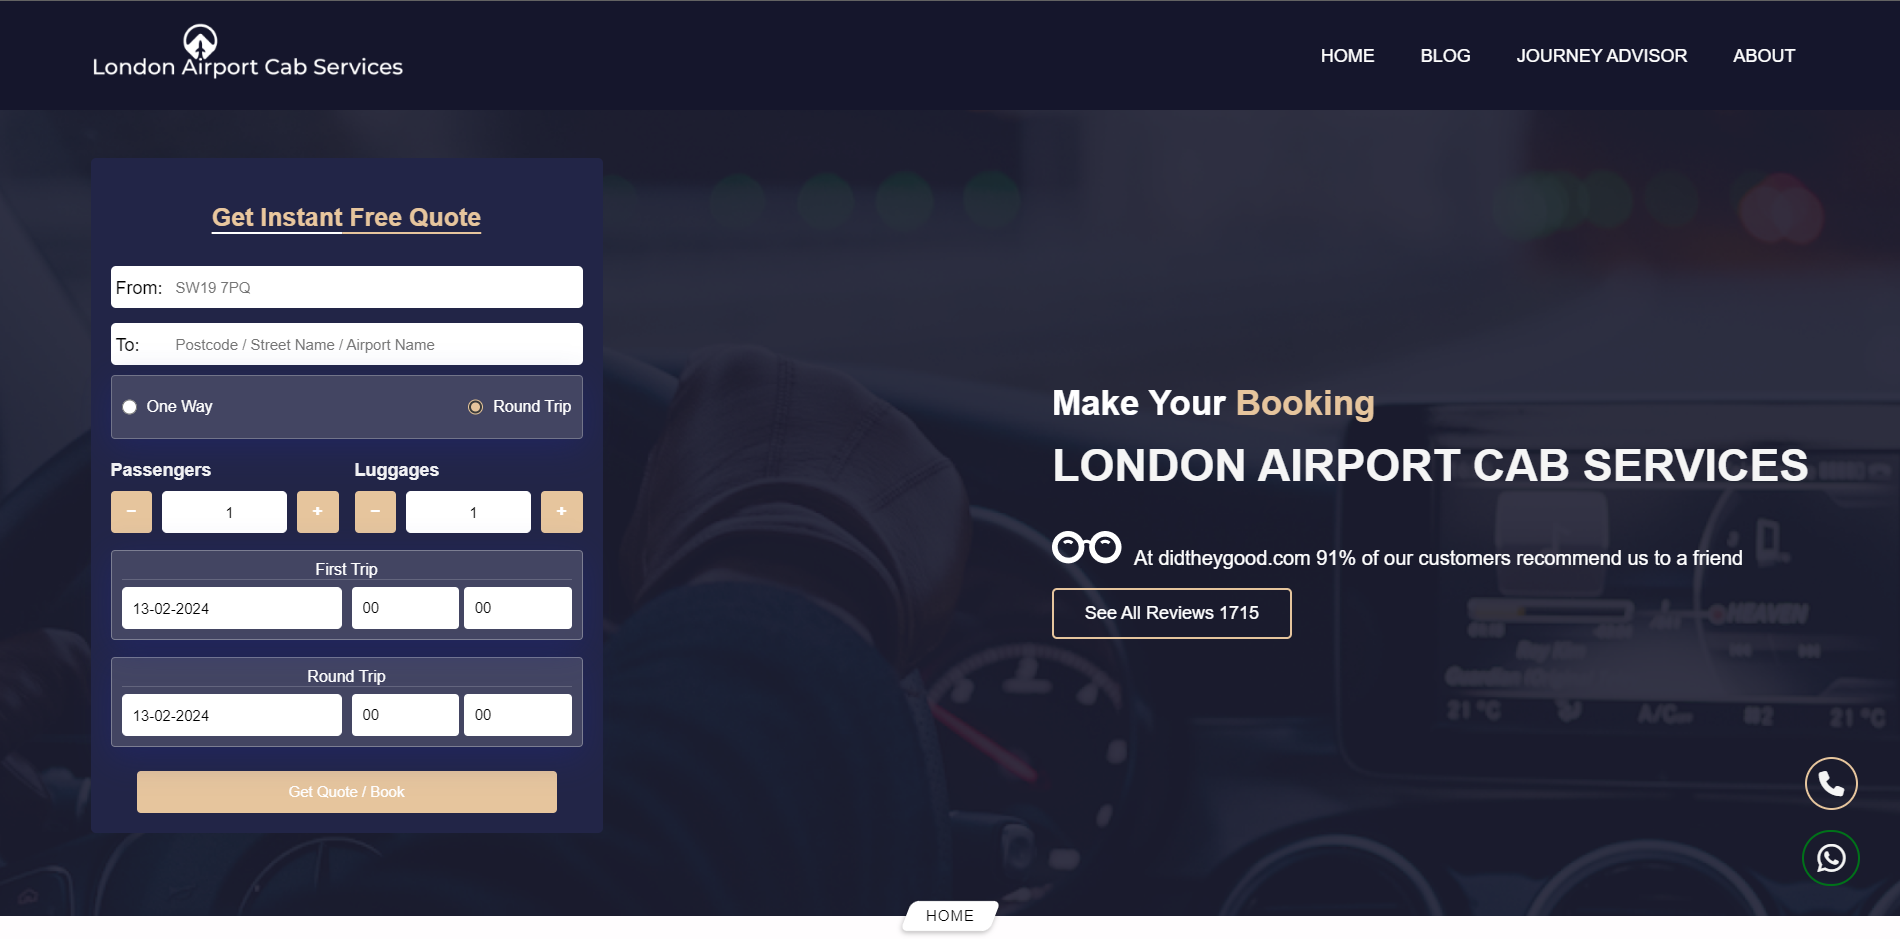 London Airport Cab Services
HOME
BLOG
JOURNEY ADVISOR
ABOUT
Get Instant Free Quote
From: SW19 7PQ
To: Postcode / Street Name / Airport Name
One Way
Round Trip
Passengers
Luggages
− 1 +
− 1 +
First Trip
13-02-2024 00 00
Round Trip
13-02-2024 00 00
Get Quote / Book
Make Your Booking
LONDON AIRPORT CAB SERVICES
At didtheygood.com 91% of our customers recommend us to a friend
See All Reviews 1715
HEAVEN
21 °C
A/C
21 °C
HOME